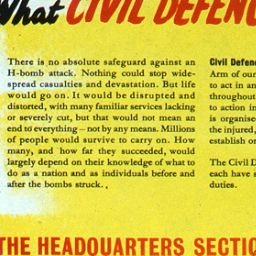 What CIVIL DEFEN
There is no absolute safeguard against an
H-bomb attack. Nothing could stop wide-
spread casualties and devastation. But life
would go on. It would be disrupted and
distorted, with many familiar services lacking
or severely cut, but that would not mean an
end to everything – not by any means. Millions
of people would survive to carry on. How
many, and how far they succeeded, would
largely depend on their knowledge of what to
do as a nation and as individuals before and
after the bombs struck.
Civil Defen
Arm of our
to act in an
throughout
to action in
is organise
the injured,
establish or
The Civil D
each have s
duties.
THE HEADQUARTERS SECTIO